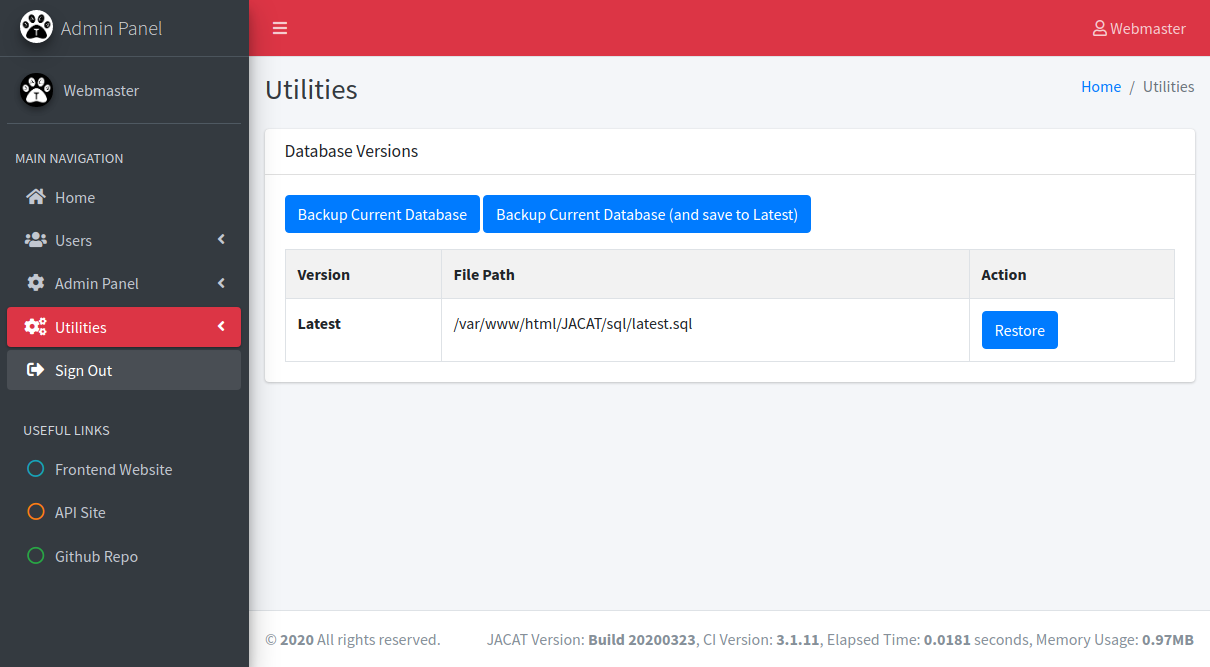 Admin Panel
Webmaster
Webmaster
MAIN NAVIGATION
Home
Users
Admin Panel
Utilities
Sign Out
USEFUL LINKS
Frontend Website
API Site
Github Repo
Utilities
Home / Utilities
Database Versions
Backup Current Database
Backup Current Database (and save to Latest)
Version File Path Action
Latest /var/www/html/JACAT/sql/latest.sql Restore
© 2020 All rights reserved. JACAT Version: Build 20200323, CI Version: 3.1.11, Elapsed Time: 0.0181 seconds, Memory Usage: 0.97MB